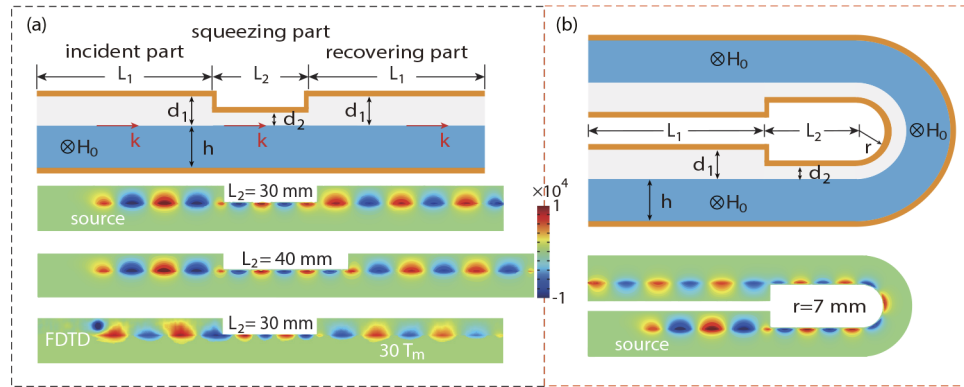 (a)
squeezing part
incident part
recovering part
L₁
L₂
L₁
d₁
d₂
d₁
k
k
k
⊗H₀
h
L₂= 30 mm
source
L₂= 40 mm
L₂= 30 mm
FDTD
30 Tₘ
×10⁴
1
-1
(b)
⊗H₀
L₁
L₂
r
⊗H₀
d₁
d₂
h
⊗H₀
r=7 mm
source